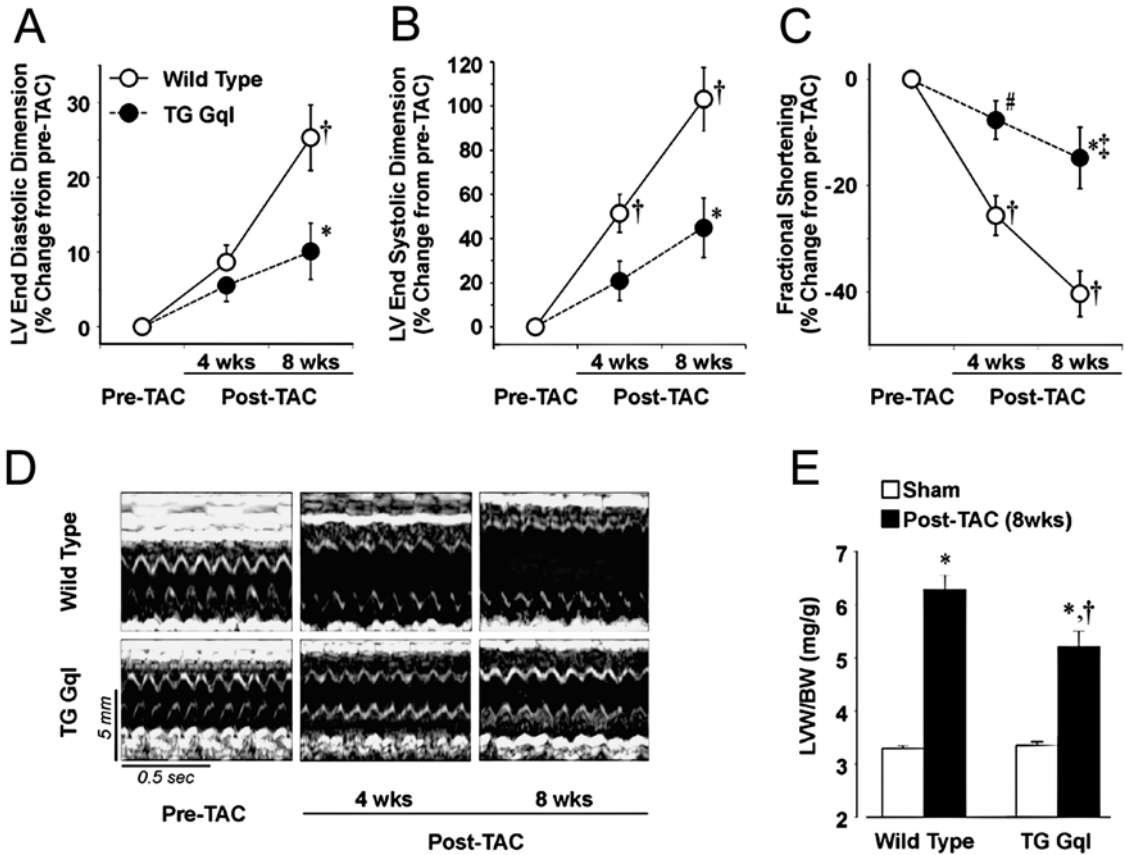 A
LV End Diastolic Dimension
(% Change from pre-TAC)
Wild Type
TG GqI
30
20
10
0
4 wks 8 wks
Pre-TAC Post-TAC
†
*
B
LV End Systolic Dimension
(% Change from pre-TAC)
120
100
80
60
40
20
0
4 wks 8 wks
Pre-TAC Post-TAC
†
†
*
C
Fractional Shortening
(% Change from pre-TAC)
0
-20
-40
#
*‡
†
†
4 wks 8 wks
Pre-TAC Post-TAC
D
Wild Type
TG GqI
5 mm
0.5 sec
Pre-TAC
4 wks 8 wks
Post-TAC
E
Sham
Post-TAC (8wks)
LVW/BW (mg/g)
7
6
5
4
3
2
*
*,†
Wild Type TG GqI